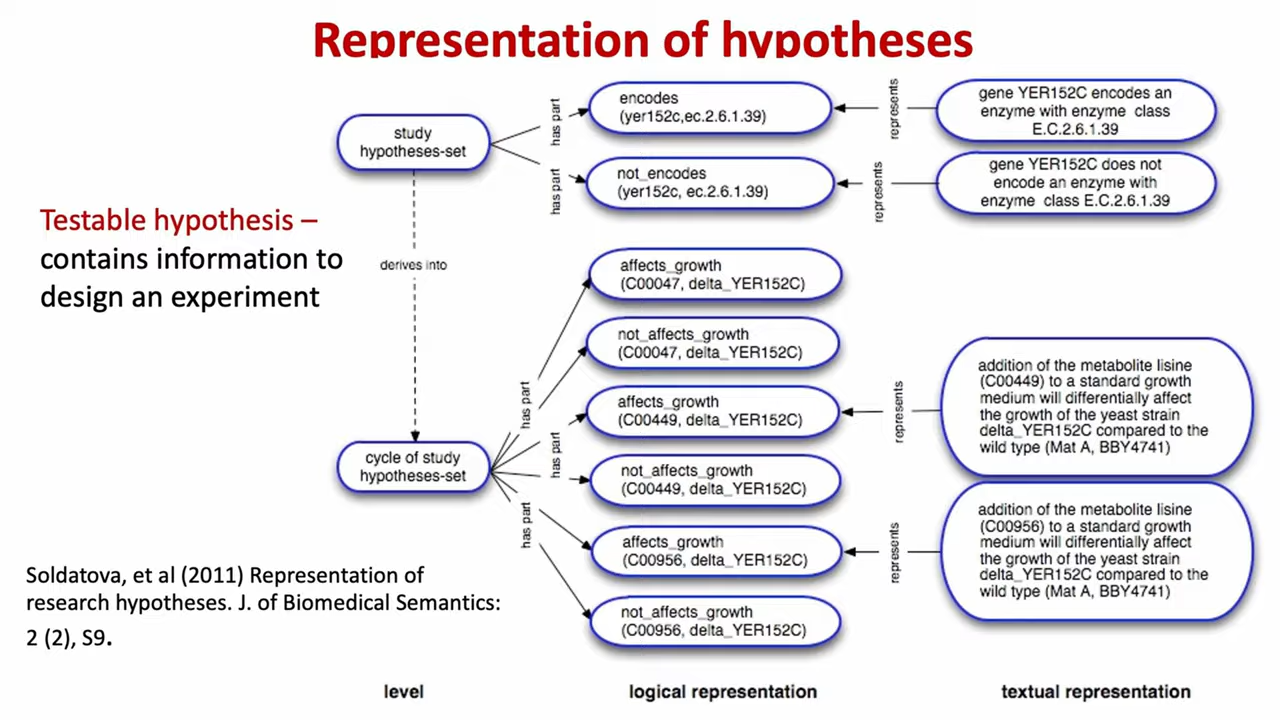 Representation of hypotheses
Testable hypothesis –
contains information to
design an experiment
study
hypotheses-set
has part
has part
encodes
(yer152c,ec.2.6.1.39)
represents
gene YER152C encodes an
enzyme with enzyme class
E.C.2.6.1.39
not_encodes
(yer152c, ec.2.6.1.39)
represents
gene YER152C does not
encode an enzyme with
enzyme class E.C.2.6.1.39
derives into
cycle of study
hypotheses-set
has part
has part
has part
affects_growth
(C00047, delta_YER152C)
not_affects_growth
(C00047, delta_YER152C)
affects_growth
(C00449, delta_YER152C)
represents
addition of the metabolite lisine
(C00449) to a standard growth
medium will differentially affect
the growth of the yeast strain
delta_YER152C compared to the
wild type (Mat A, BBY4741)
not_affects_growth
(C00449, delta_YER152C)
affects_growth
(C00956, delta_YER152C)
represents
addition of the metabolite lisine
(C00956) to a standard growth
medium will differentially affect
the growth of the yeast strain
delta_YER152C compared to the
wild type (Mat A, BBY4741)
not_affects_growth
(C00956, delta_YER152C)
Soldatova, et al (2011) Representation of
research hypotheses. J. of Biomedical Semantics:
2 (2), S9.
level
logical representation
textual representation